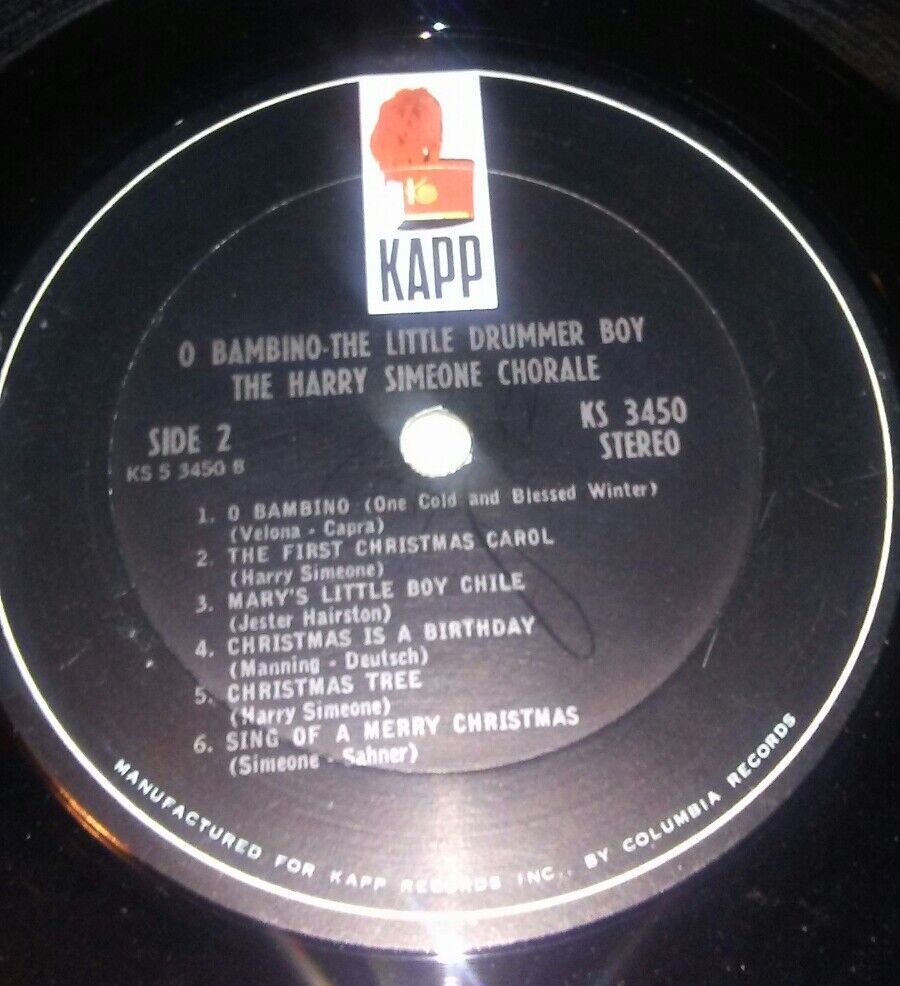 K
KAPP
O BAMBINO-THE LITTLE DRUMMER BOY
THE HARRY SIMEONE CHORALE
SIDE 2
KS S 3450 B
KS 3450
STEREO
1. O BAMBINO (One Cold and Blessed Winter)
(Velona - Capra)
2. THE FIRST CHRISTMAS CAROL
(Harry Simeone)
3. MARY'S LITTLE BOY CHILE
(Jester Hairston)
4. CHRISTMAS IS A BIRTHDAY
(Manning - Deutsch)
5. CHRISTMAS TREE
(Harry Simeone)
6. SING OF A MERRY CHRISTMAS
(Simeone - Sahner)
MANUFACTURED FOR KAPP RECORDS INC., BY COLUMBIA RECORDS